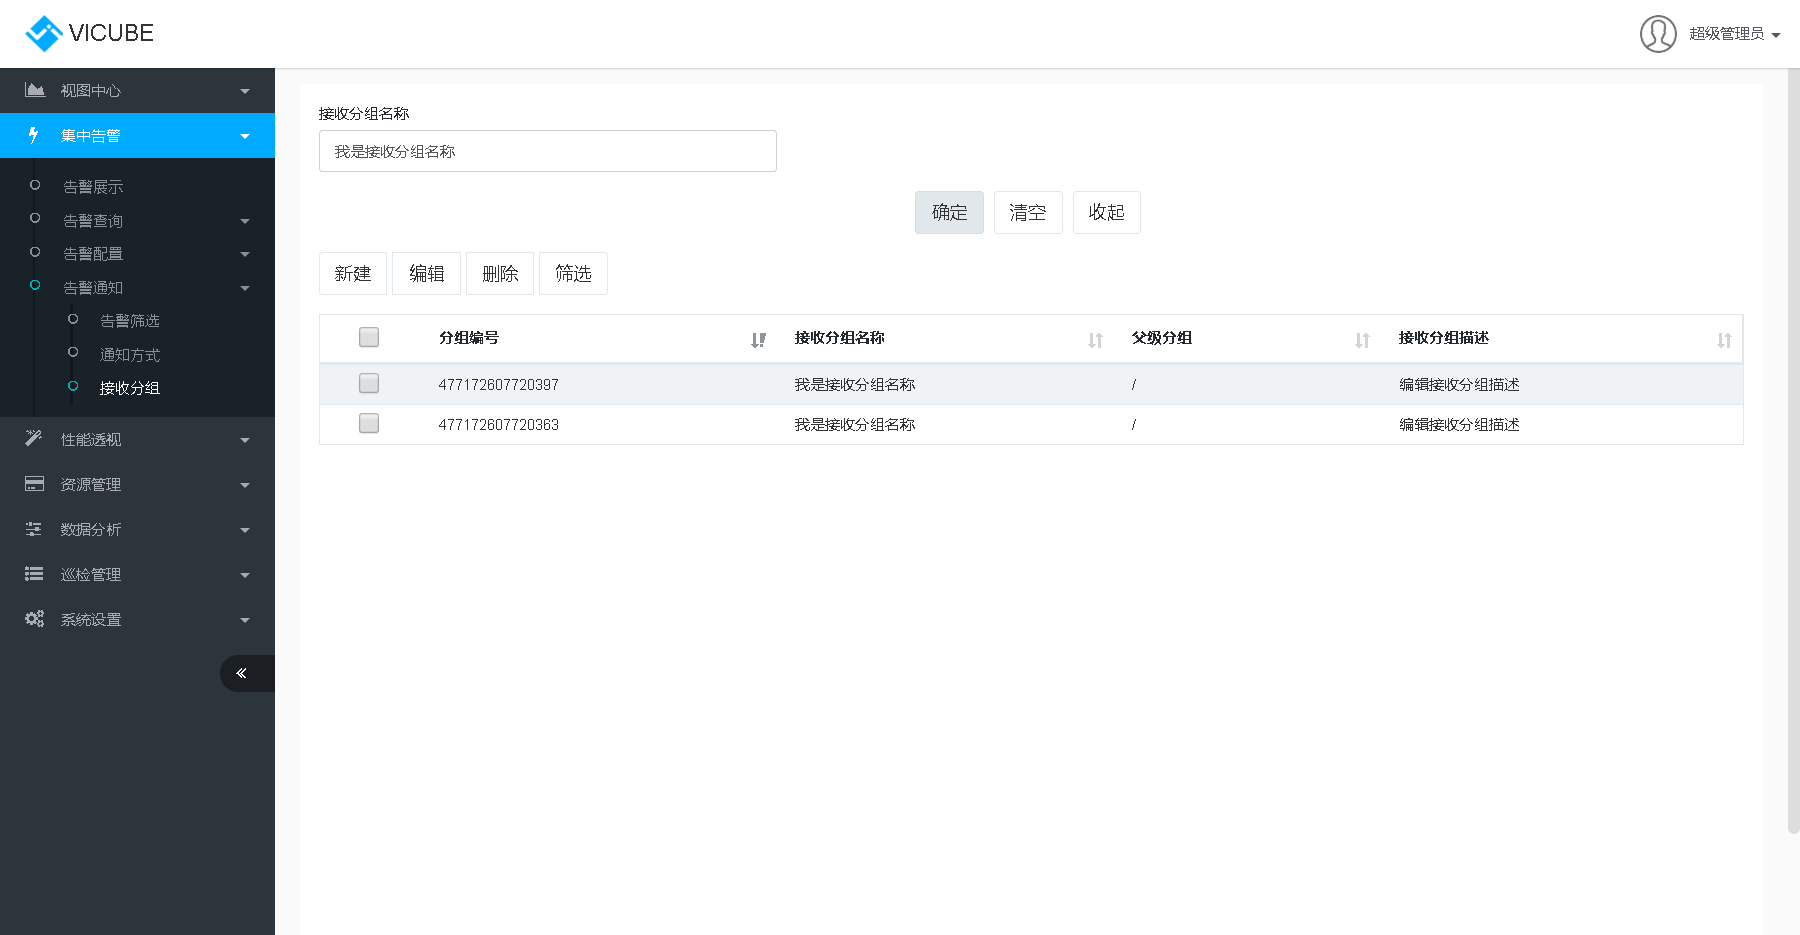 VICUBE
超级管理员
视图中心
集中告警
告警展示
告警查询
告警配置
告警通知
告警筛选
通知方式
接收分组
性能透视
资源管理
数据分析
巡检管理
系统设置
接收分组名称
我是接收分组名称
确定 清空 收起
新建 编辑 删除 筛选
分组编号 接收分组名称 父级分组 接收分组描述
477172607720397 我是接收分组名称 / 编辑接收分组描述
477172607720363 我是接收分组名称 / 编辑接收分组描述